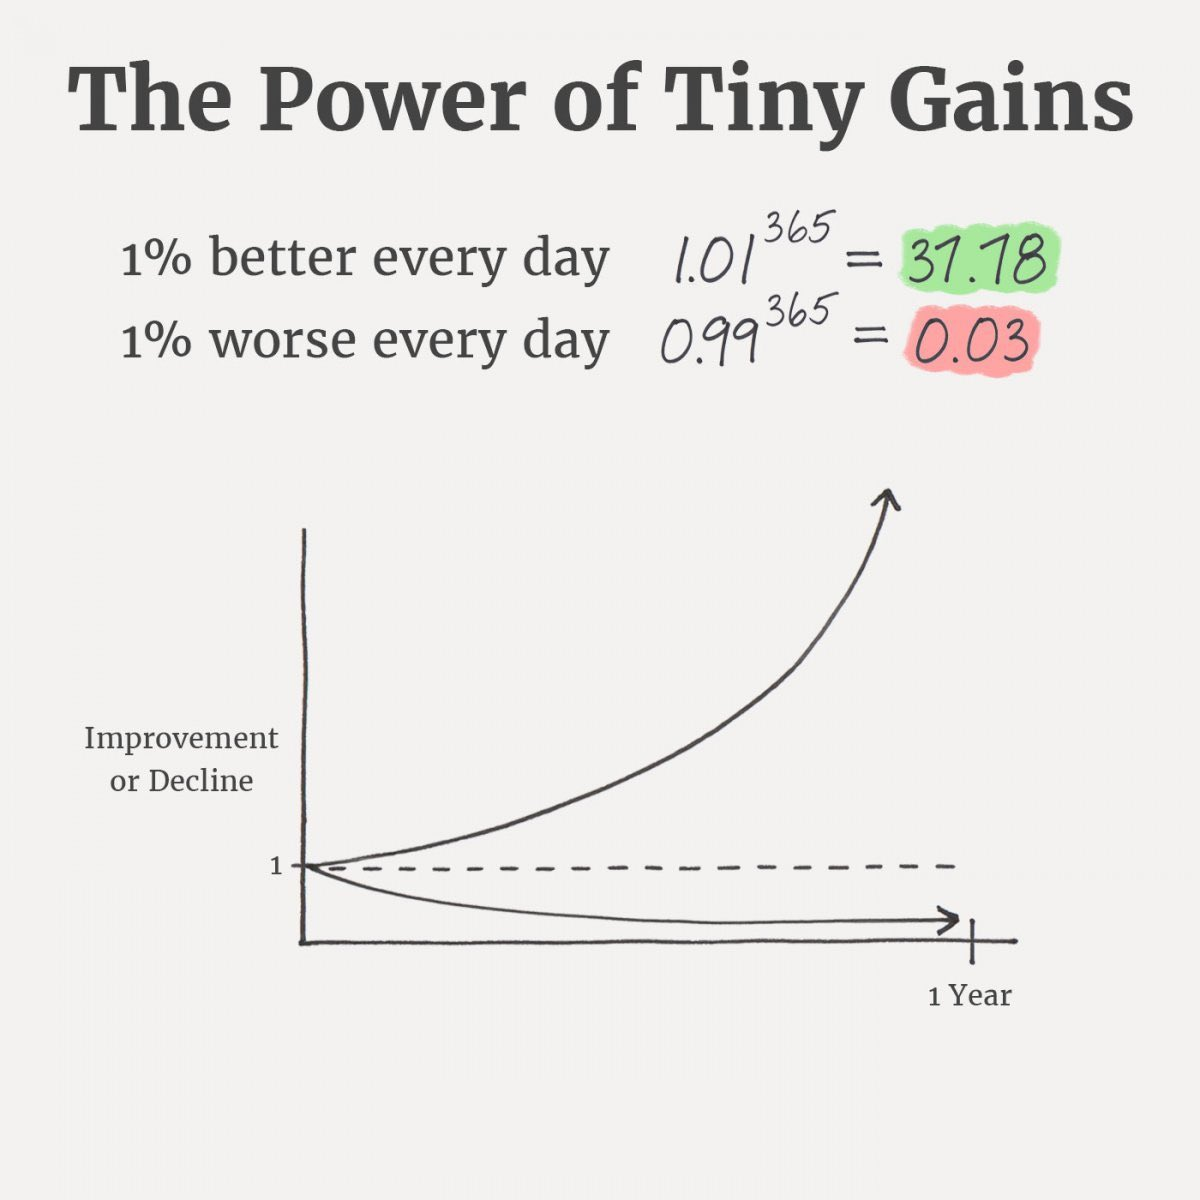 The Power of Tiny Gains
1% better every day 1.01^365 = 37.78
1% worse every day 0.99^365 = 0.03
Improvement
or Decline
1
1 Year